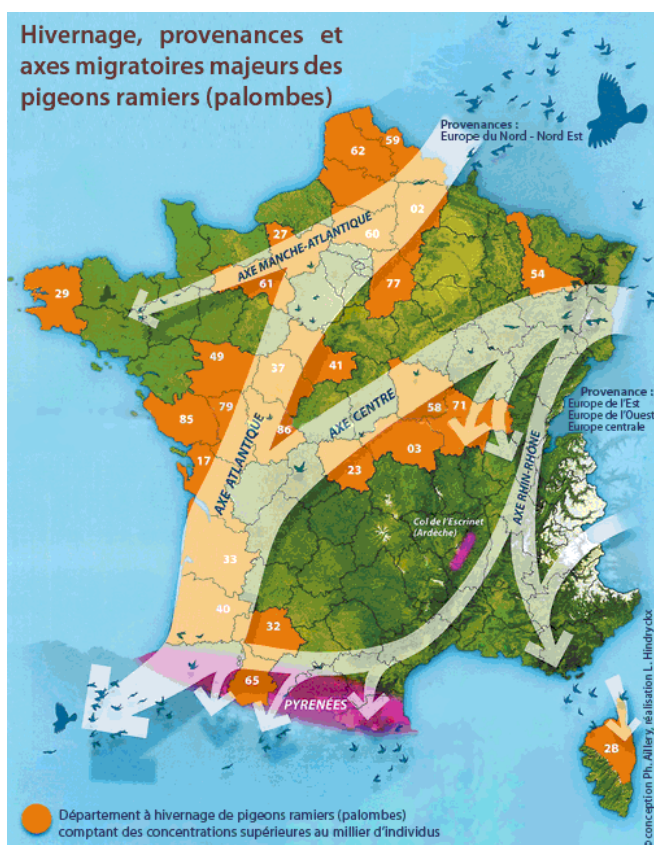 Hivernage, provenances et
axes migratoires majeurs des
pigeons ramiers (palombes)
Provenances :
Europe du Nord - Nord Est
59
62
02
27
60
AXE MANCHE-ATLANTIQUE
54
29
61
77
49
37
41
Provenance :
Europe de l'Est
Europe de l'Ouest
Europe centrale
85
79
86
AXE CENTRE
58
71
17
AXE ATLANTIQUE
23
03
AXE RHIN-RHÔNE
Col de l'Escrinet
(Ardèche)
33
40
32
65
PYRENÉES
2B
Département à hivernage de pigeons ramiers (palombes)
comptant des concentrations supérieures au millier d'individus
© conception Ph. Aillery, réalisation L. Hindryckx